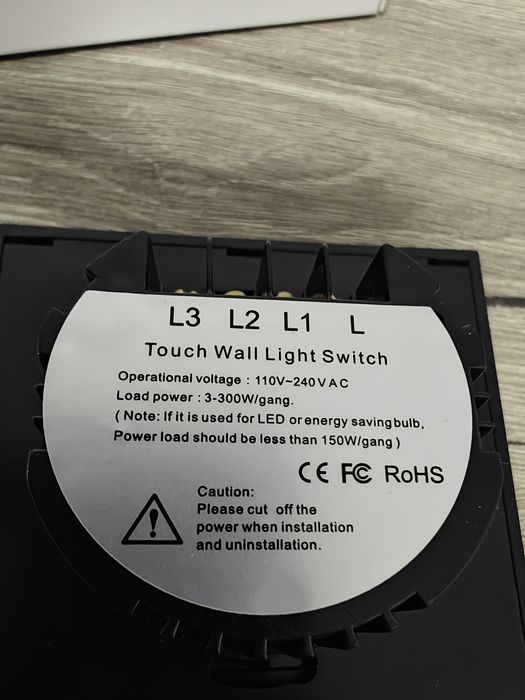 L3 L2 L1 L
Touch Wall Light Switch
Operational voltage : 110V~240V AC
Load power : 3-300W/gang.
( Note: If it is used for LED or energy saving bulb,
Power load should be less than 150W/gang )
CE FC RoHS
Caution:
Please cut off the
power when installation
and uninstallation.